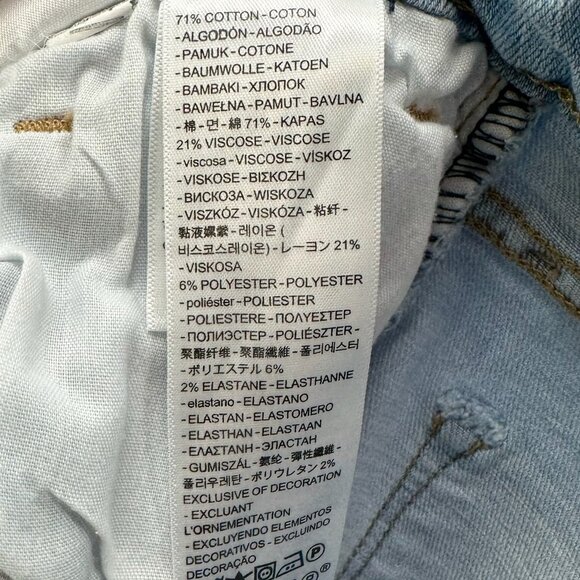 71% COTTON - COTON
- ALGODÓN - ALGODÃO
- PAMUK - COTONE
- BAUMWOLLE - KATOEN
- BAMBAKI - ХЛОПОК
- BAWEŁNA - PAMUT - BAVLNA
- 棉 - 면 - 綿 71% - KAPAS
21% VISCOSE - VISCOSE
- viscosa - VISCOSE - VÍSKOZ
- VISKOSE - ΒΙΣΚΟΖΗ
- ВИСКОЗА - WISKOZA
- VISZKÓZ - VISKÓZA - 粘纤 -
黏液嫘縈 - 레이온 (
비스코스레이온) - レーヨン 21%
- VISKOSA
6% POLYESTER - POLYESTER
- poliéster - POLIESTER
- POLIESTERE - ΠΟΛΥΕΣΤΕΡ
- ПОЛИЭСТЕР - POLIÉSZTER -
聚酯纤维 - 聚酯纖維 - 폴리에스터
- ポリエステル 6%
2% ELASTANE - ELASTHANNE
- elastano - ELASTANO
- ELASTAN - ELASTOMERO
- ELASTHAN - ELASTAAN
- ΕΛΑΣΤΑΝΗ - ЭЛАСТАН
- GUMISZÁL - 氨纶 - 彈性纖維 -
폴리우레탄 - ポリウレタン 2%
EXCLUSIVE OF DECORATION
- EXCLUANT
L'ORNEMENTATION
- EXCLUYENDO ELEMENTOS
DECORATIVOS - EXCLUINDO
DECORAÇÃO